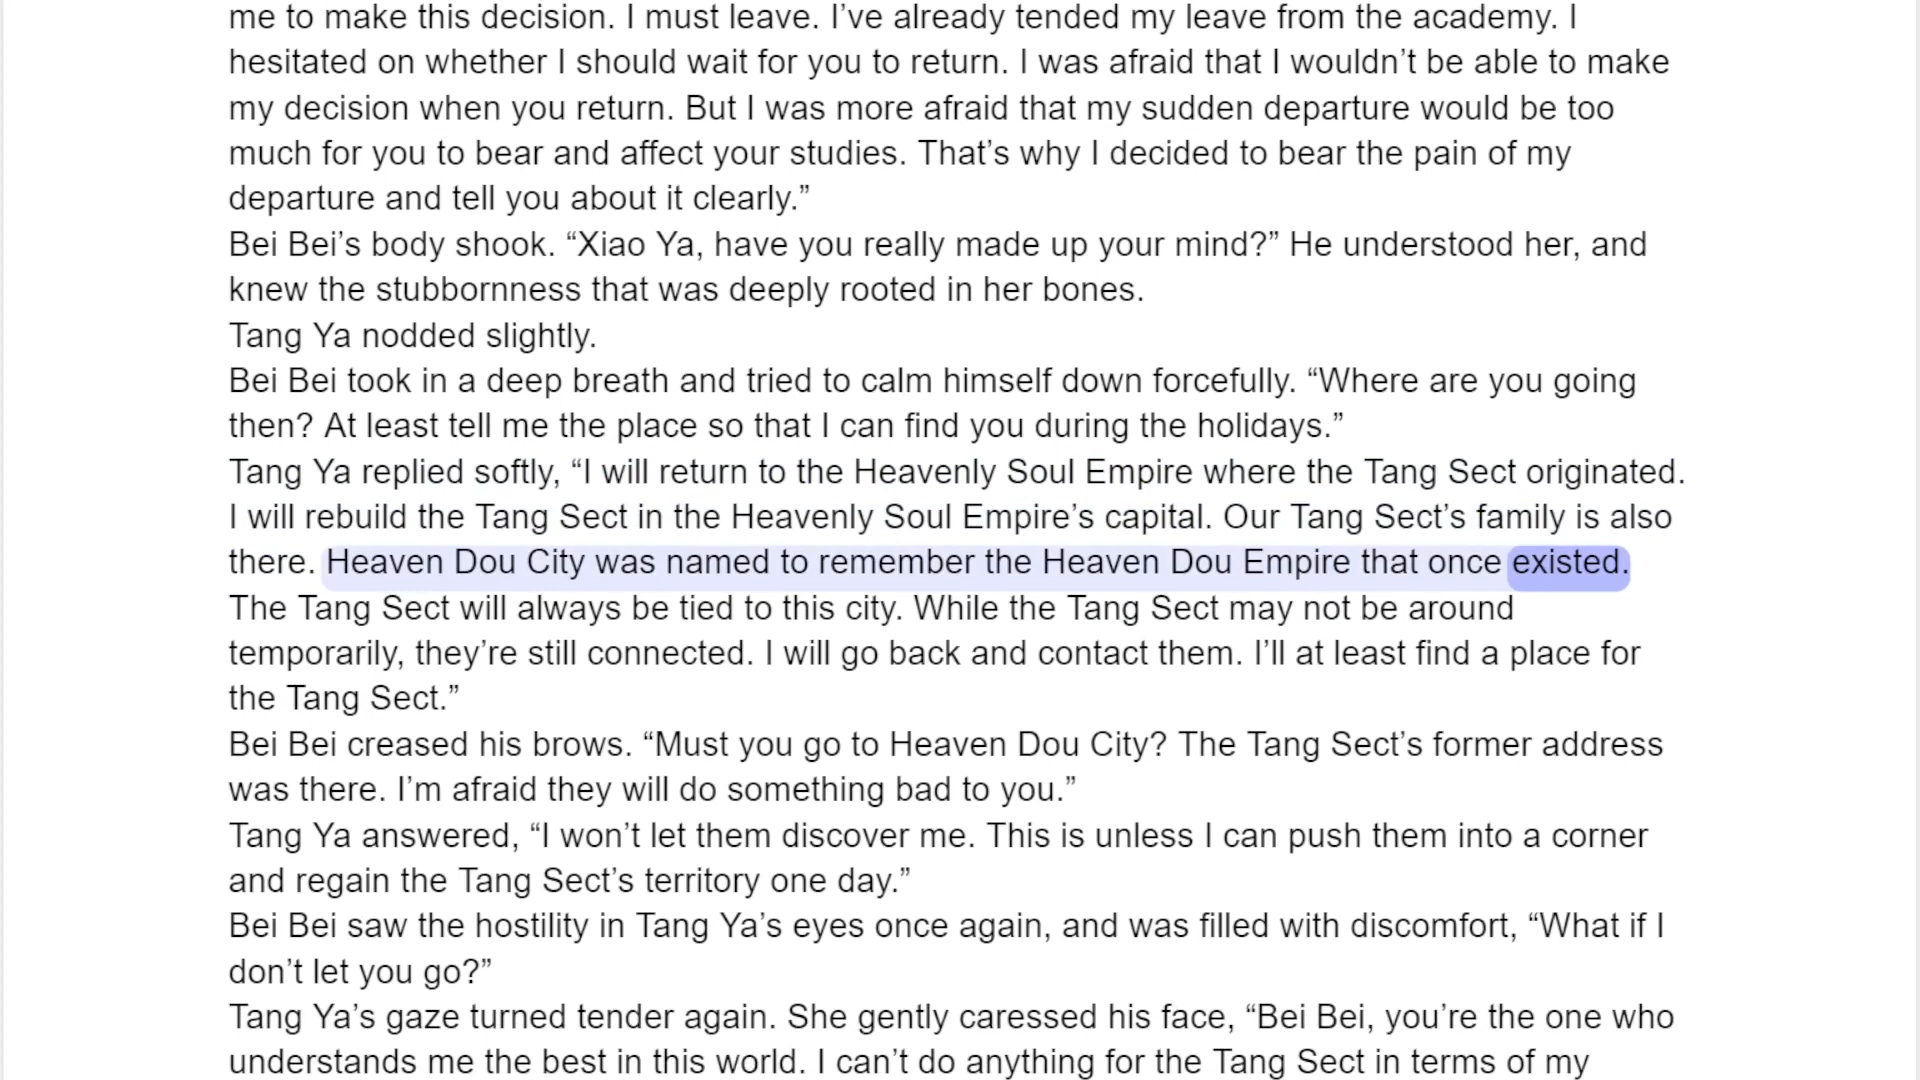 me to make this decision. I must leave. I’ve already tended my leave from the academy. I
hesitated on whether I should wait for you to return. I was afraid that I wouldn’t be able to make
my decision when you return. But I was more afraid that my sudden departure would be too
much for you to bear and affect your studies. That’s why I decided to bear the pain of my
departure and tell you about it clearly.”
Bei Bei’s body shook. “Xiao Ya, have you really made up your mind?” He understood her, and
knew the stubbornness that was deeply rooted in her bones.
Tang Ya nodded slightly.
Bei Bei took in a deep breath and tried to calm himself down forcefully. “Where are you going
then? At least tell me the place so that I can find you during the holidays.”
Tang Ya replied softly, “I will return to the Heavenly Soul Empire where the Tang Sect originated.
I will rebuild the Tang Sect in the Heavenly Soul Empire’s capital. Our Tang Sect’s family is also
there. Heaven Dou City was named to remember the Heaven Dou Empire that once existed.
The Tang Sect will always be tied to this city. While the Tang Sect may not be around
temporarily, they’re still connected. I will go back and contact them. I’ll at least find a place for
the Tang Sect.”
Bei Bei creased his brows. “Must you go to Heaven Dou City? The Tang Sect’s former address
was there. I’m afraid they will do something bad to you.”
Tang Ya answered, “I won’t let them discover me. This is unless I can push them into a corner
and regain the Tang Sect’s territory one day.”
Bei Bei saw the hostility in Tang Ya’s eyes once again, and was filled with discomfort, “What if I
don’t let you go?”
Tang Ya’s gaze turned tender again. She gently caressed his face, “Bei Bei, you’re the one who
understands me the best in this world. I can’t do anything for the Tang Sect in terms of my